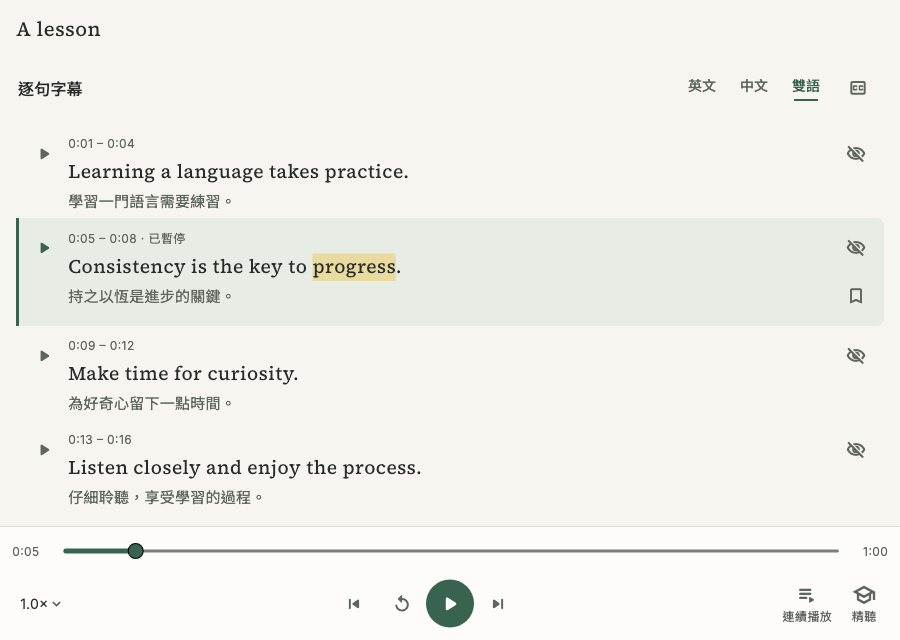 A lesson
逐句字幕
英文 中文 雙語 CC
0:01 – 0:04
Learning a language takes practice.
學習一門語言需要練習。
0:05 – 0:08 · 已暫停
Consistency is the key to progress.
持之以恆是進步的關鍵。
0:09 – 0:12
Make time for curiosity.
為好奇心留下一點時間。
0:13 – 0:16
Listen closely and enjoy the process.
仔細聆聽，享受學習的過程。
0:05 1:00
1.0×
連續播放 精聽